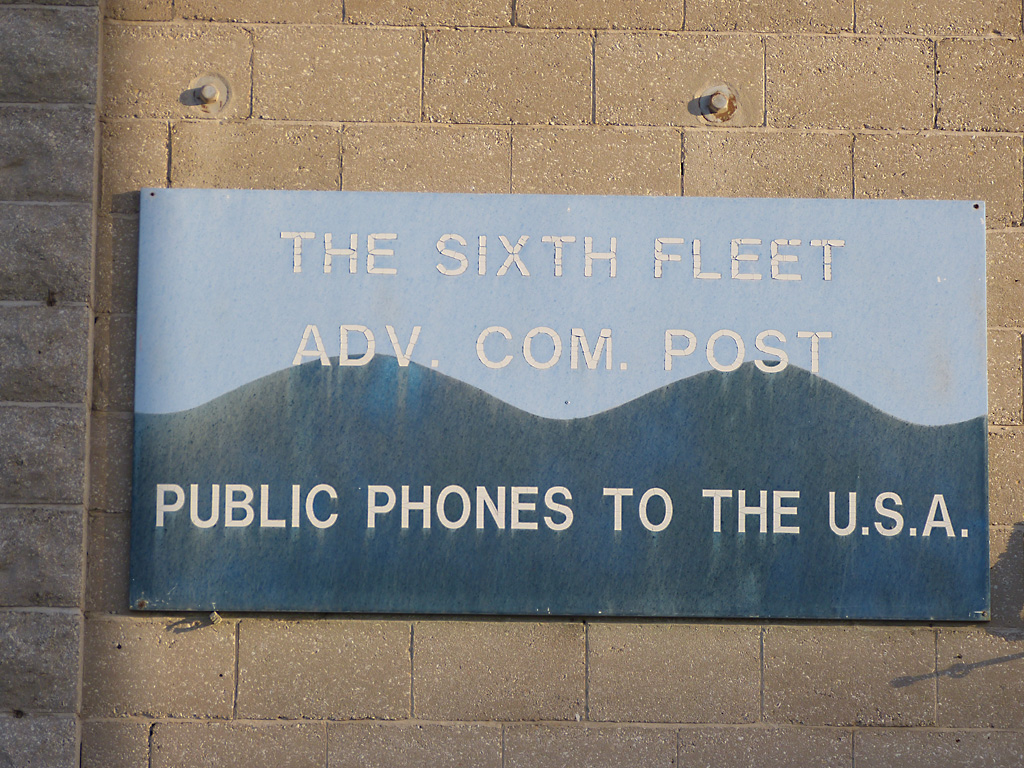 THE SIXTH FLEET
ADV. COM. POST
PUBLIC PHONES TO THE U.S.A.